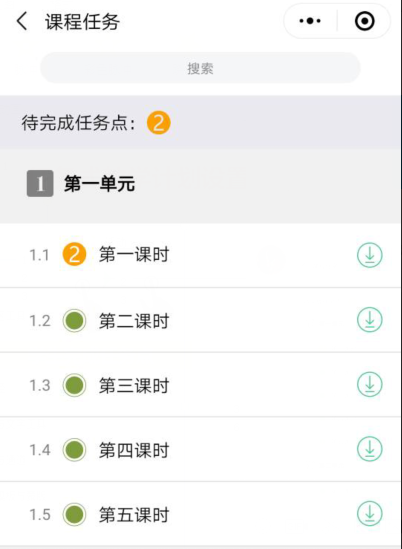 课程任务
搜索
待完成任务点：2
1 第一单元
1.1 2 第一课时
1.2 第二课时
1.3 第三课时
1.4 第四课时
1.5 第五课时